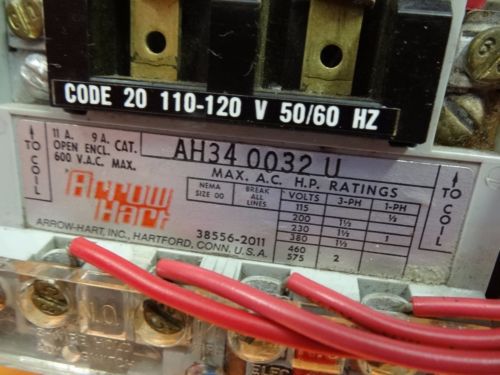 CODE 20 110-120 V 50/60 HZ
TO COIL
11 A. 9 A. CAT.
OPEN ENCL.
600 V.A.C. MAX.
AH34 0032 U
MAX. A.C. H.P. RATINGS
NEMA SIZE 00
BREAK ALL LINES
VOLTS 3-PH 1-PH
115 ½
200 1½
230 1½ 1
380 1½
460
575 2
TO COIL
Arrow Hart
38556-2011
ARROW-HART, INC., HARTFORD, CONN. U.S.A.